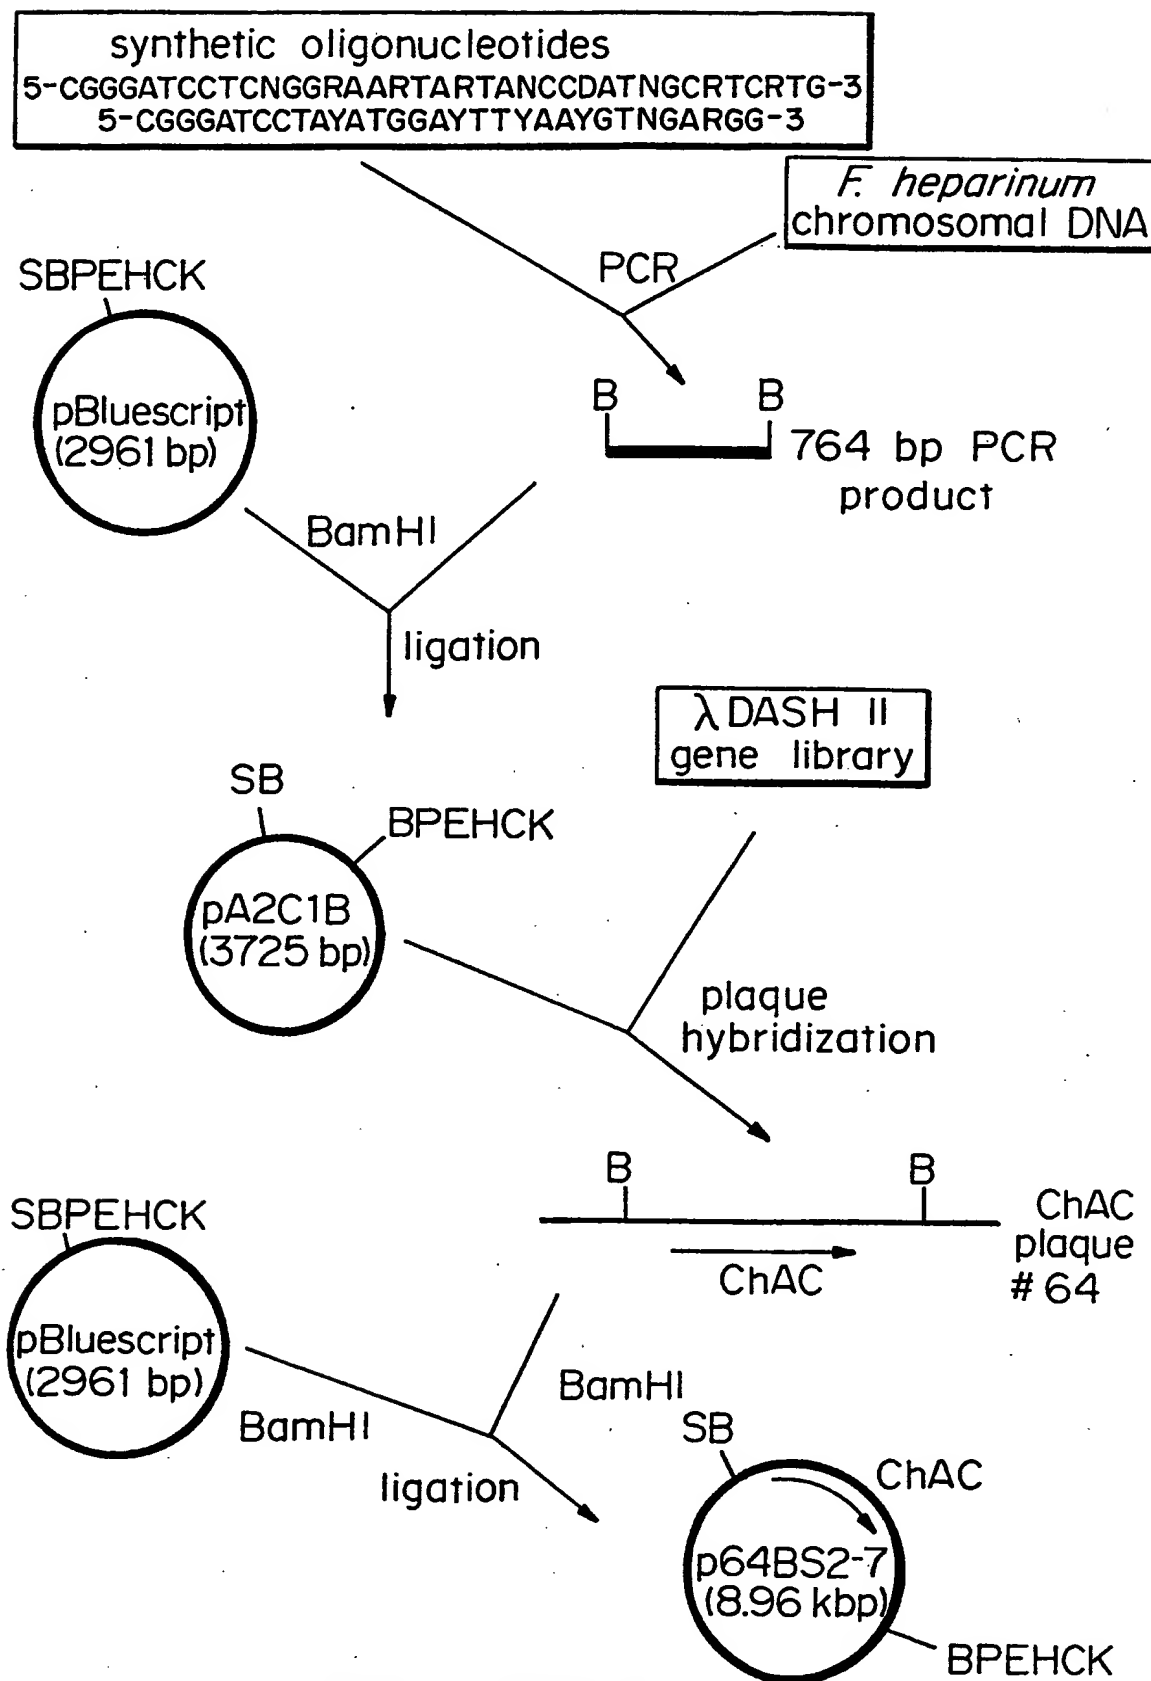 synthetic oligonucleotides
5-CGGGATCCTCNGGRAARTARTANCCDATNGCRTCRTG-3
5-CGGGATCCTAYATGGAYTTYAAYGTNGARGG-3
F. heparinum
chromosomal DNA
PCR
SBPEHCK
pBluescript
(2961 bp)
B B
764 bp PCR
product
BamHI
ligation
λ DASH II
gene library
SB
BPEHCK
pA2C1B
(3725 bp)
plaque
hybridization
B B
ChAC
plaque
# 64
ChAC
SBPEHCK
pBluescript
(2961 bp)
BamHI
BamHI
ligation
SB
ChAC
p64BS2-7
(8.96 kbp)
BPEHCK